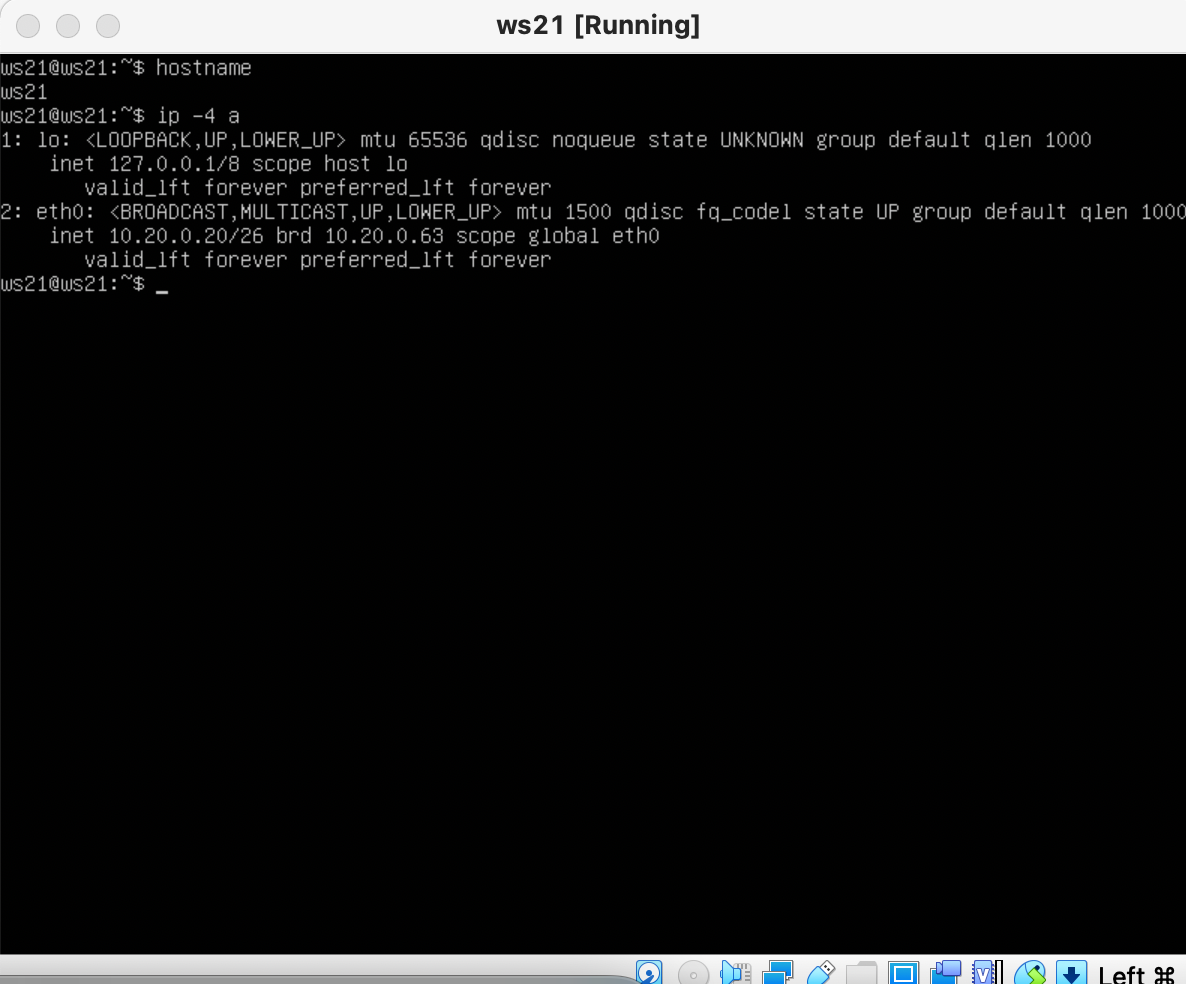 ws21 [Running]
ws21@ws21:~$ hostname
ws21
ws21@ws21:~$ ip -4 a
1: lo: <LOOPBACK,UP,LOWER_UP> mtu 65536 qdisc noqueue state UNKNOWN group default qlen 1000
    inet 127.0.0.1/8 scope host lo
       valid_lft forever preferred_lft forever
2: eth0: <BROADCAST,MULTICAST,UP,LOWER_UP> mtu 1500 qdisc fq_codel state UP group default qlen 1000
    inet 10.20.0.20/26 brd 10.20.0.63 scope global eth0
       valid_lft forever preferred_lft forever
ws21@ws21:~$ _
Left ⌘